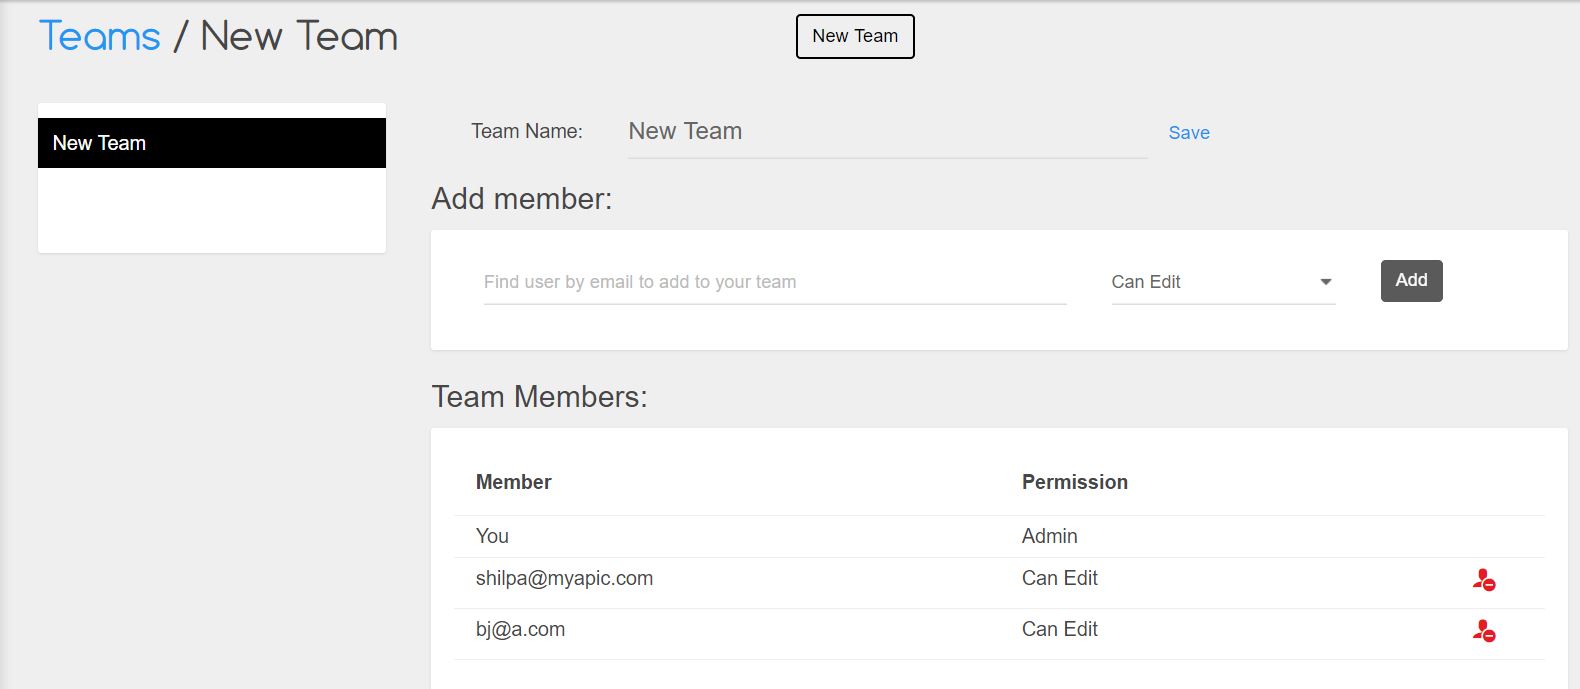 Teams / New Team
New Team
New Team
Team Name: New Team Save
Add member:
Find user by email to add to your team Can Edit Add
Team Members:
Member Permission
You Admin
shilpa@myapic.com Can Edit
bj@a.com Can Edit